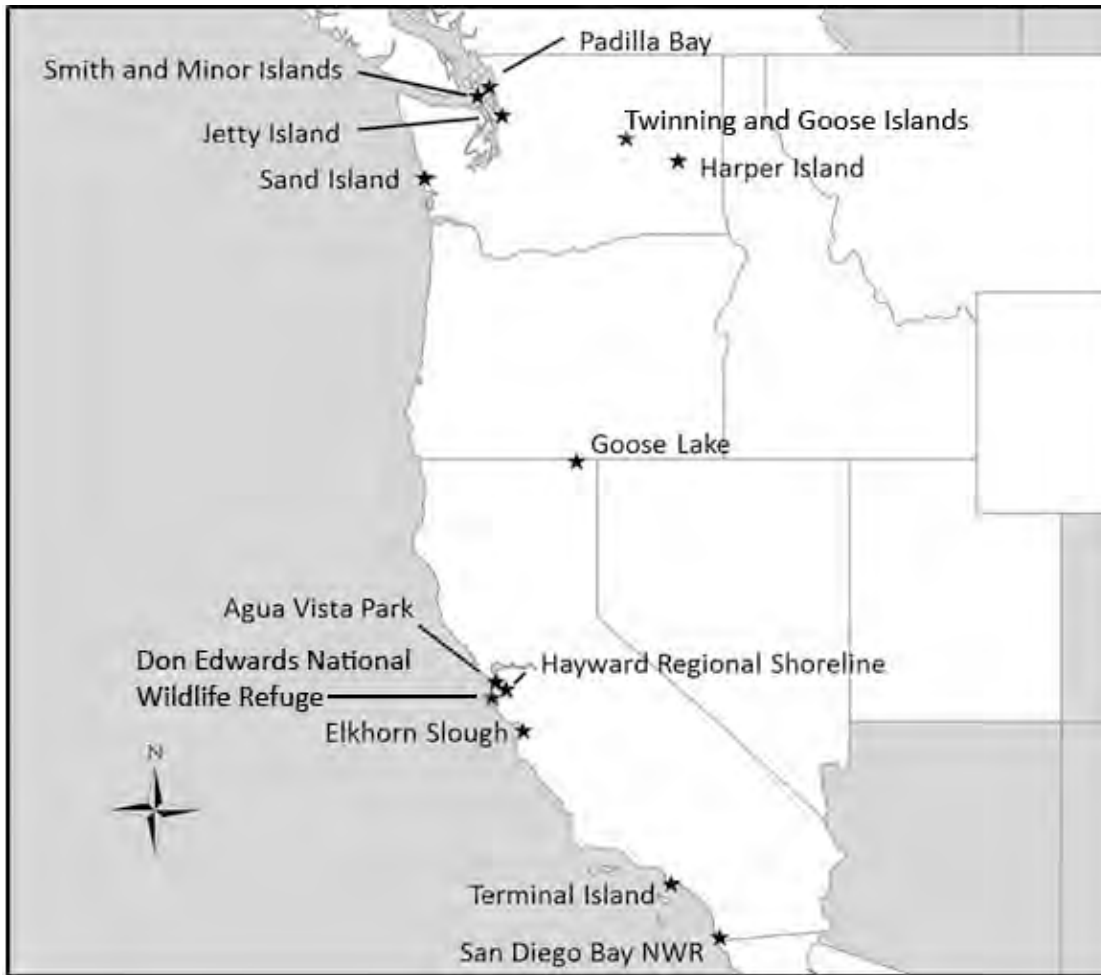 Padilla Bay
Smith and Minor Islands
Twinning and Goose Islands
Jetty Island
Harper Island
Sand Island
Goose Lake
Agua Vista Park
Don Edwards National
Wildlife Refuge
Hayward Regional Shoreline
Elkhorn Slough
N
Terminal Island
San Diego Bay NWR